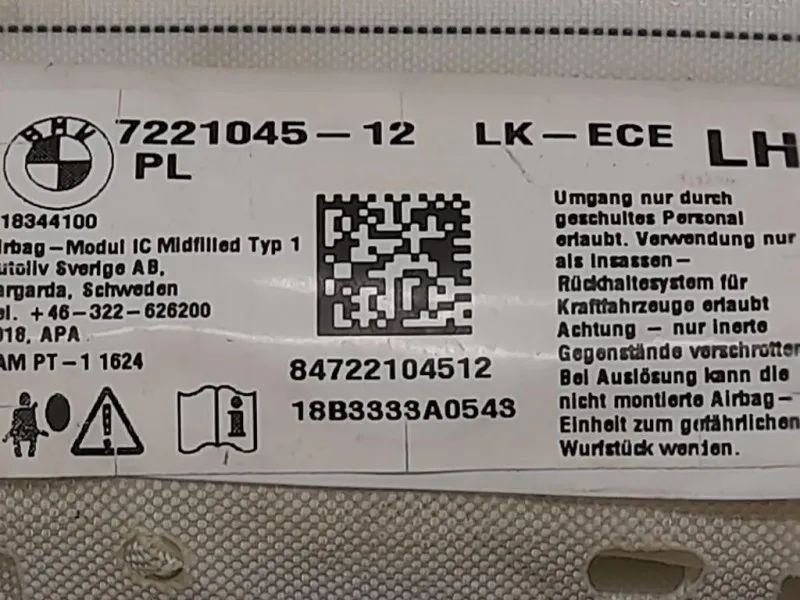 BMW
7221045-12 LK-ECE LH
PL
18344100
irbag-Modul IC Midfilled Typ 1
utoliv Sverige AB,
argarda, Schweden
el. +46-322-626200
018, APA
AM PT-1 1624
84722104512
18B3333A0543
Umgang nur durch
geschultes Personal
erlaubt. Verwendung nur
als Insassen-
Rückhaltesystem für
Kraftfahrzeuge erlaubt
Achtung - nur inerte
Gegenstände verschrotten
Bei Auslösung kann die
nicht montierte Airbag-
Einheit zum gefährlichen
Wurfstück werden.